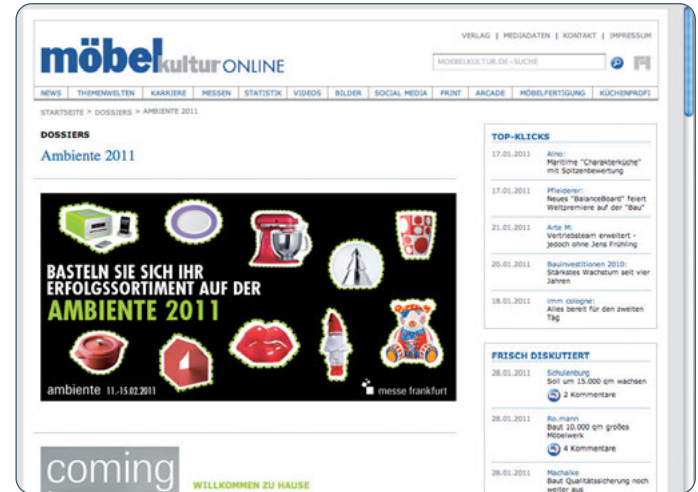 VERLAG | MEDIADATEN | KONTAKT | IMPRESSUM
möbelkultur ONLINE
MOEBELKULTUR.DE-SUCHE
NEWS THEMENWELTEN KARRIERE MESSEN STATISTIK VIDEOS BILDER SOCIAL MEDIA PRINT ARCADE MÖBELFERTIGUNG KÜCHENPROFI
STARTSEITE > DOSSIERS > AMBIENTE 2011
DOSSIERS
Ambiente 2011
BASTELN SIE SICH IHR
ERFOLGSSORTIMENT AUF DER
AMBIENTE 2011
ambiente 11.-15.02.2011
messe frankfurt
coming
WILLKOMMEN ZU HAUSE
TOP-KLICKS
17.01.2011 Alno:
Maritime "Charakterküche"
mit Spitzenbewertung
17.01.2011 Pfleiderer:
Neues "BalanceBoard" feiert
Weltpremiere auf der "Bau"
21.01.2011 Arte M:
Vertriebsteam erweitert -
jedoch ohne Jens Frühling
20.01.2011 Bauinvestitionen 2010:
Stärkstes Wachstum seit vier
Jahren
18.01.2011 Imm cologne:
Alles bereit für den zweiten
Tag
FRISCH DISKUTIERT
28.01.2011 Schulenburg
Soll um 15.000 qm wachsen
2 Kommentare
28.01.2011 Ro.mann
Baut 10.000 qm großes
Möbelwerk
4 Kommentare
28.01.2011 Machalke
Baut Qualitätssicherung noch
weiter aus